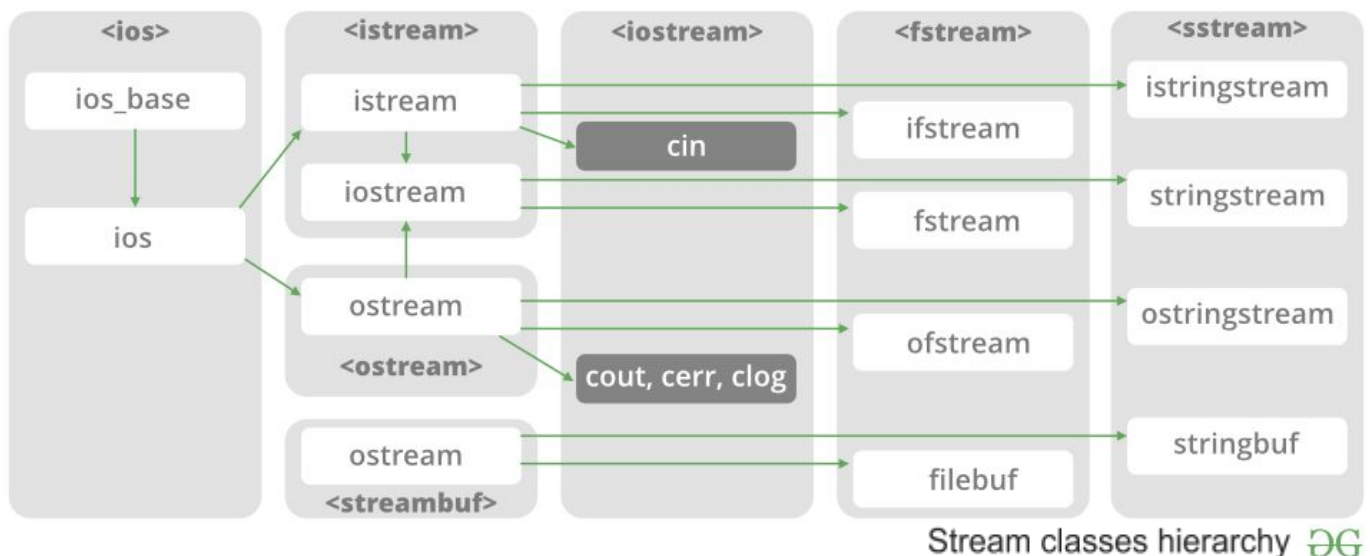 <ios>
ios_base
ios
<istream>
istream
iostream
ostream
<ostream>
ostream
<streambuf>
<iostream>
cin
cout, cerr, clog
<fstream>
ifstream
fstream
ofstream
filebuf
<sstream>
istringstream
stringstream
ostringstream
stringbuf
Stream classes hierarchy